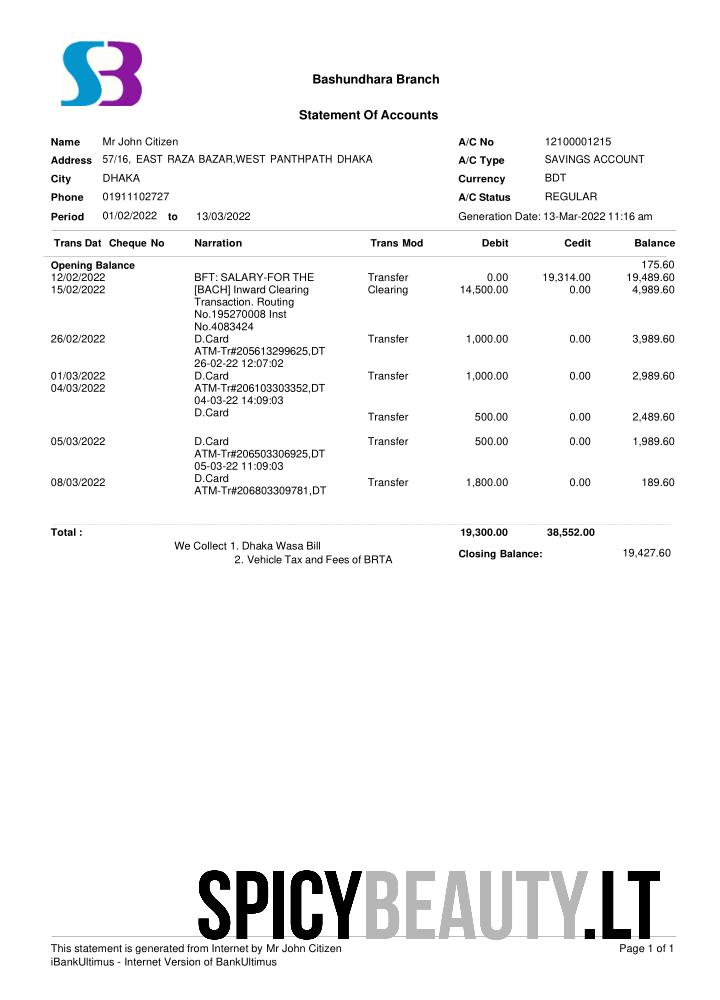 SB
Bashundhara Branch
Statement Of Accounts
Name Mr John Citizen A/C No 12100001215
Address 57/16, EAST RAZA BAZAR,WEST PANTHPATH DHAKA A/C Type SAVINGS ACCOUNT
City DHAKA Currency BDT
Phone 01911102727 A/C Status REGULAR
Period 01/02/2022 to 13/03/2022 Generation Date: 13-Mar-2022 11:16 am
Trans Dat Cheque No Narration Trans Mod Debit Cedit Balance
Opening Balance 175.60
12/02/2022 BFT: SALARY-FOR THE Transfer 0.00 19,314.00 19,489.60
15/02/2022 [BACH] Inward Clearing Clearing 14,500.00 0.00 4,989.60
Transaction. Routing
No.195270008 Inst
No.4083424
26/02/2022 D.Card Transfer 1,000.00 0.00 3,989.60
ATM-Tr#205613299625,DT
26-02-22 12:07:02
01/03/2022 D.Card Transfer 1,000.00 0.00 2,989.60
04/03/2022 ATM-Tr#206103303352,DT
04-03-22 14:09:03
D.Card Transfer 500.00 0.00 2,489.60
05/03/2022 D.Card Transfer 500.00 0.00 1,989.60
ATM-Tr#206503306925,DT
05-03-22 11:09:03
08/03/2022 D.Card Transfer 1,800.00 0.00 189.60
ATM-Tr#206803309781,DT
Total : 19,300.00 38,552.00
We Collect 1. Dhaka Wasa Bill
2. Vehicle Tax and Fees of BRTA Closing Balance: 19,427.60
SPICYBEAUTY.LT
This statement is generated from Internet by Mr John Citizen Page 1 of 1
iBankUltimus - Internet Version of BankUltimus